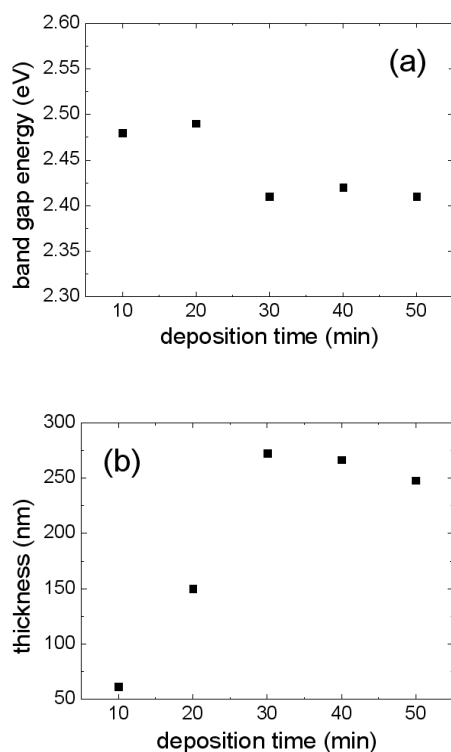 2.60
2.55
2.50
2.45
2.40
2.35
2.30
band gap energy (eV)
(a)
10 20 30 40 50
deposition time (min)
300
250
200
150
100
50
thickness (nm)
(b)
10 20 30 40 50
deposition time (min)